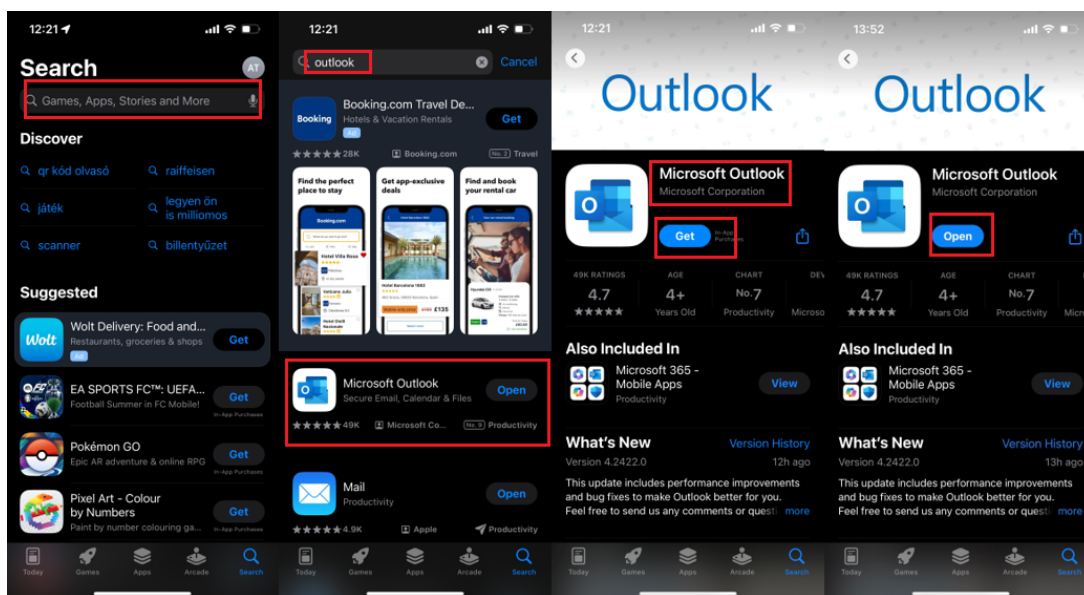 12:21
Search
AT
Games, Apps, Stories and More
Discover
qr kód olvasó
raiffeisen
játék
legyen ön
is milliomos
scanner
billentyűzet
Suggested
Wolt
Wolt Delivery: Food and...
Restaurants, groceries & shops
Ad
Get
EA SPORTS FC™: UEFA...
Football Summer in FC Mobile!
Get
In-App Purchases
Pokémon GO
Epic AR adventure & online RPG
Get
In-App Purchases
Pixel Art - Colour
by Numbers
Paint by number colouring ga...
Get
In-App Purchases
Today
Games
Apps
Arcade
Search
12:21
outlook
Cancel
Booking
Booking.com Travel De...
Hotels & Vacation Rentals
Ad
Get
★★★★★ 28K
Booking.com
No. 2 Travel
Find the perfect
place to stay
Get app-exclusive
deals
Find and book
your rental car
Booking.com
Hotel Villa Rosa
Hotel Barcelona 1882
£135
Microsoft Outlook
Secure Email, Calendar & Files
Open
★★★★★ 49K
Microsoft Co...
No. 9 Productivity
Mail
Productivity
Open
★★★★★ 4.9K
Apple
Productivity
Today
Games
Apps
Arcade
Search
12:21
Outlook
Microsoft Outlook
Microsoft Corporation
Get
In-App
Purchases
49K RATINGS
AGE
CHART
DEV
4.7
4+
No.7
★★★★★
Years Old
Productivity
Microso
Also Included In
Microsoft 365 -
Mobile Apps
Productivity
View
What's New
Version History
Version 4.2422.0
12h ago
This update includes performance improvements
and bug fixes to make Outlook better for you.
Feel free to send us any comments or questi more
Today
Games
Apps
Arcade
Search
13:52
Outlook
Microsoft Outlook
Microsoft Corporation
Open
49K RATINGS
AGE
CHART
4.7
4+
No.7
★★★★★
Years Old
Productivity
Micro
Also Included In
Microsoft 365 -
Mobile Apps
Productivity
View
What's New
Version History
Version 4.2422.0
13h ago
This update includes performance improvements
and bug fixes to make Outlook better for you.
Feel free to send us any comments or questi more
Today
Games
Apps
Arcade
Search